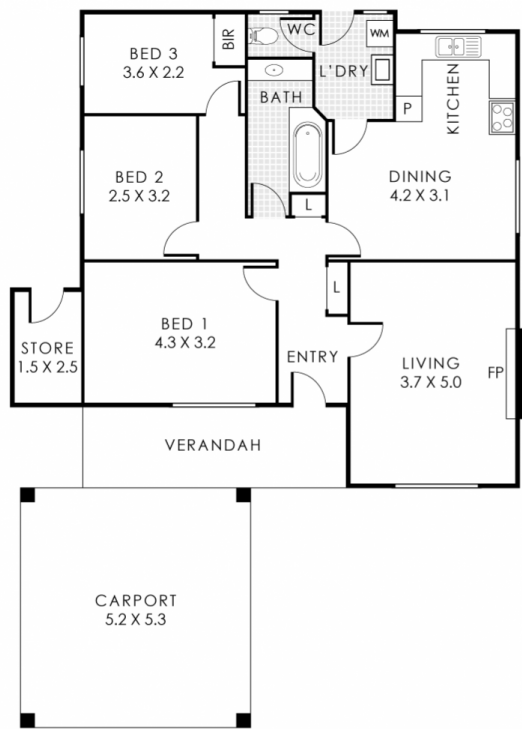 BED 3
3.6 X 2.2
BIR
WC
WM
L'DRY
BATH
P
KITCHEN
BED 2
2.5 X 3.2
DINING
4.2 X 3.1
L
L
BED 1
4.3 X 3.2
STORE
1.5 X 2.5
ENTRY
LIVING
3.7 X 5.0
FP
VERANDAH
CARPORT
5.2 X 5.3